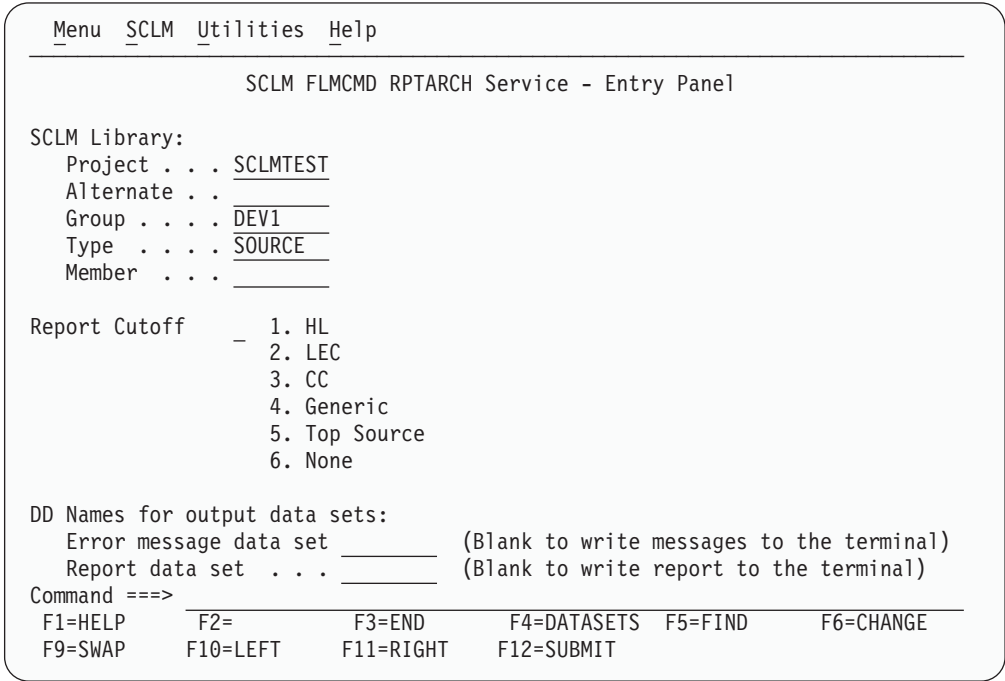 Menu SCLM Utilities Help
SCLM FLMCMD RPTARCH Service - Entry Panel
SCLM Library:
Project . . . SCLMTEST
Alternate . .
Group . . . . DEV1
Type . . . . SOURCE
Member . . .
Report Cutoff _ 1. HL
2. LEC
3. CC
4. Generic
5. Top Source
6. None
DD Names for output data sets:
Error message data set ________ (Blank to write messages to the terminal)
Report data set . . . ________ (Blank to write report to the terminal)
Command ===>
F1=HELP F2= F3=END F4=DATASETS F5=FIND F6=CHANGE
F9=SWAP F10=LEFT F11=RIGHT F12=SUBMIT